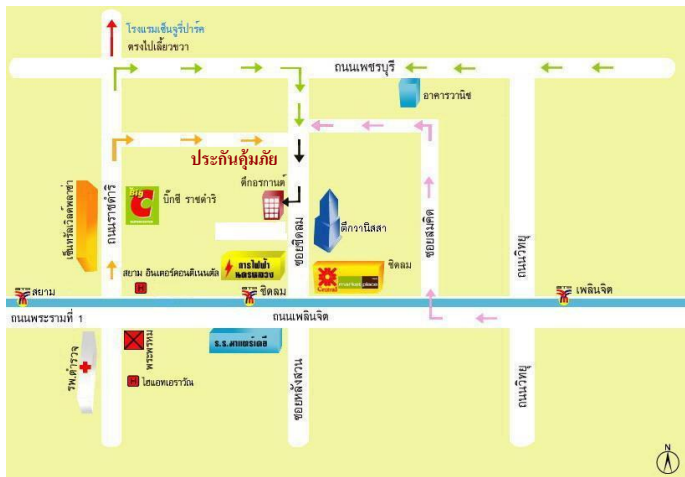 โรงแรมเซ็นจูรี่ปาร์ค
ตรงไปเลี้ยวขวา
ถนนเพชรบุรี
อาคารวานิช
ประกันคุ้มภัย
ตึกอรกานต์
เซ็นทรัลเวิลด์พลาซ่า
ถนนราชดำริ
Big
C
บิ๊กซี ราชดำริ
ซอยชิดลม
ตึกวานิสสา
ซอยสมคิด
ถนนวิทยุ
สยาม อินเตอร์คอนติเนนตัล
H
การไฟฟ้า
นครหลวง
Central
market place
ชิดลม
สยาม
ชิดลม
เพลินจิต
ถนนพระรามที่ 1
ถนนเพลินจิต
รพ.ตำรวจ
พระพรหม
ร.ร.มาแตร์เดอี
H ไฮแอทเอราวัณ
ซอยหลังสวน
ถนนวิทยุ
N